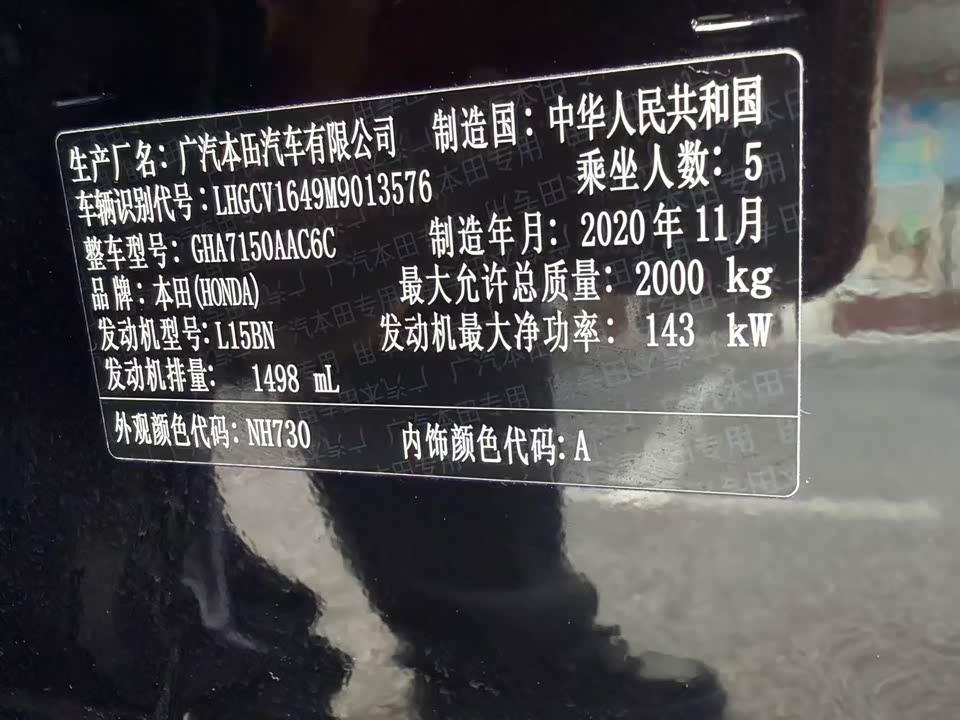 生产厂名：广汽本田汽车有限公司 制造国：中华人民共和国
车辆识别代号：LHGCV1649M9013576 乘坐人数：5
整车型号：GHA7150AAC6C 制造年月：2020年11月
品牌：本田(HONDA) 最大允许总质量：2000 kg
发动机型号：L15BN 发动机最大净功率：143 kW
发动机排量：1498 mL
外观颜色代码：NH730 内饰颜色代码：A